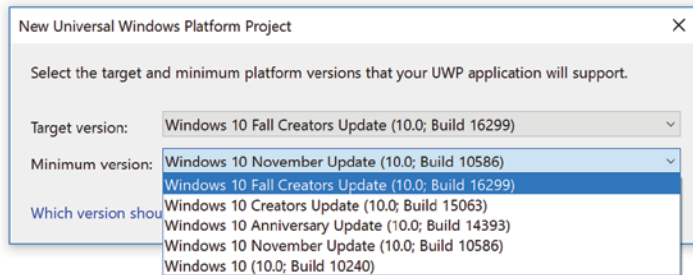 New Universal Windows Platform Project
Select the target and minimum platform versions that your UWP application will support.
Target version: Windows 10 Fall Creators Update (10.0; Build 16299)
Minimum version: Windows 10 November Update (10.0; Build 10586)
Windows 10 Fall Creators Update (10.0; Build 16299)
Which version shou
Windows 10 Creators Update (10.0; Build 15063)
Windows 10 Anniversary Update (10.0; Build 14393)
Windows 10 November Update (10.0; Build 10586)
Windows 10 (10.0; Build 10240)